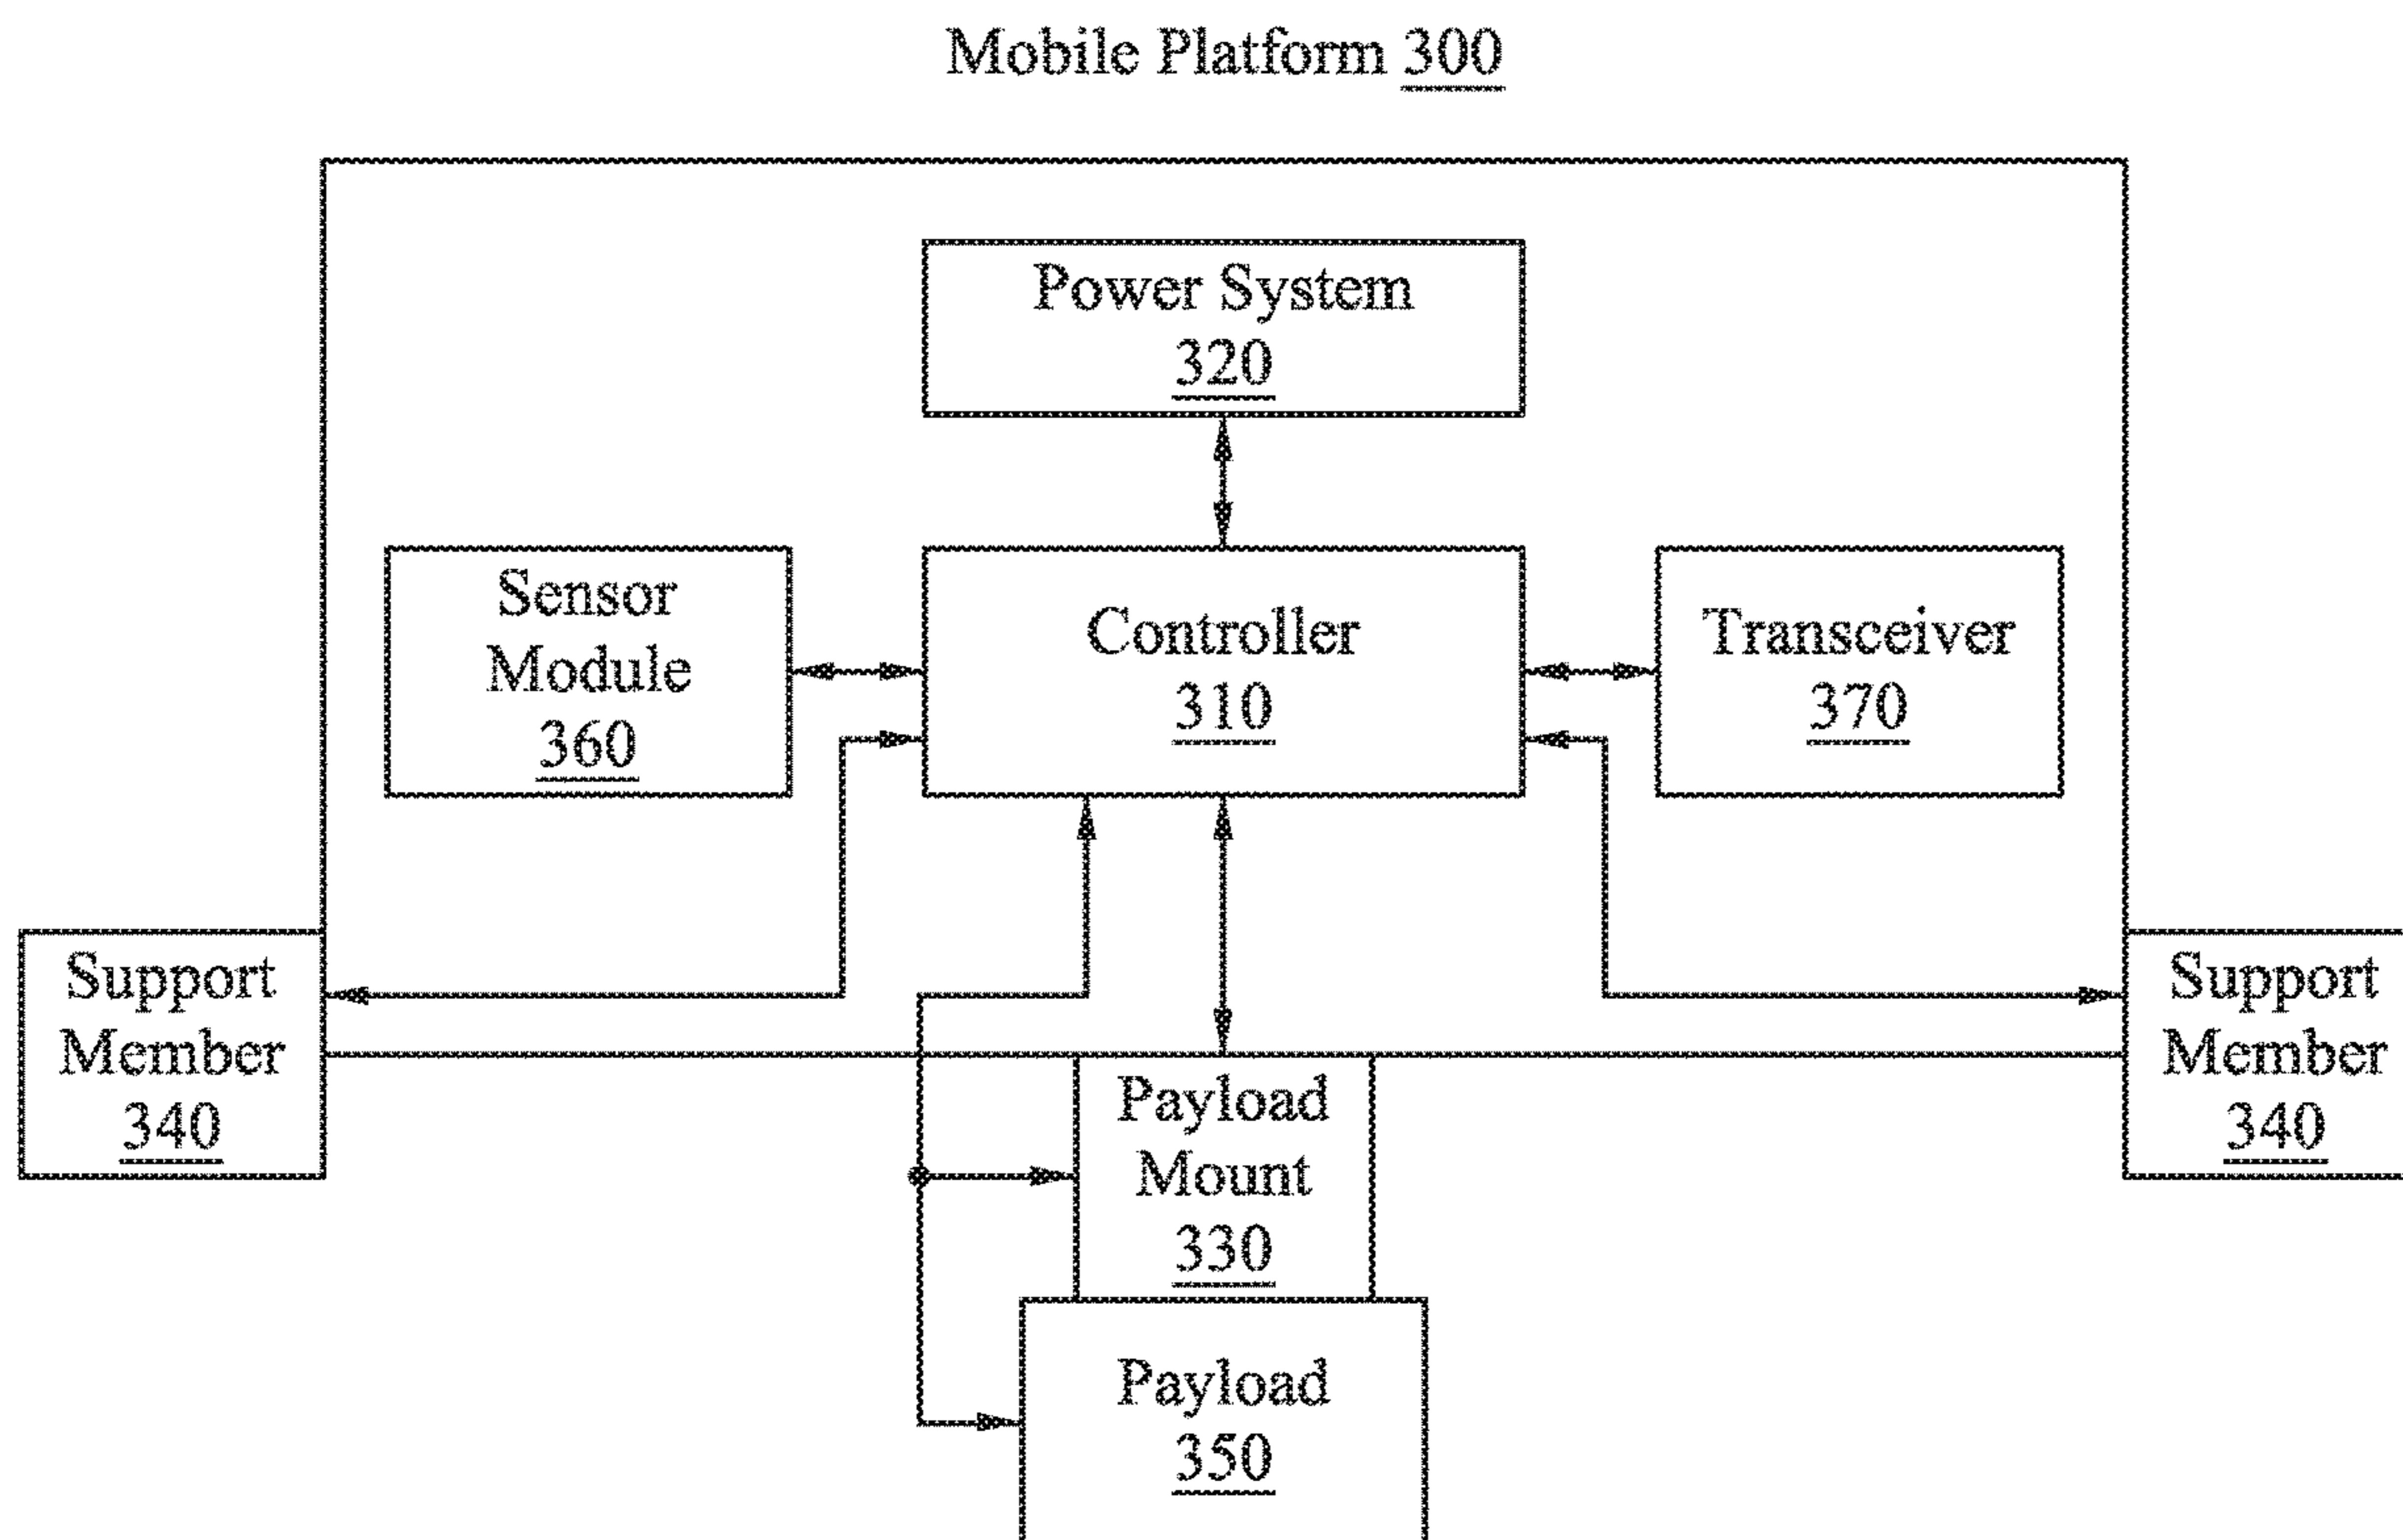 Mobile Platform 300
Power System
320
Sensor
Module
360
Controller
310
Transceiver
370
Support
Member
340
Support
Member
340
Payload
Mount
330
Payload
350